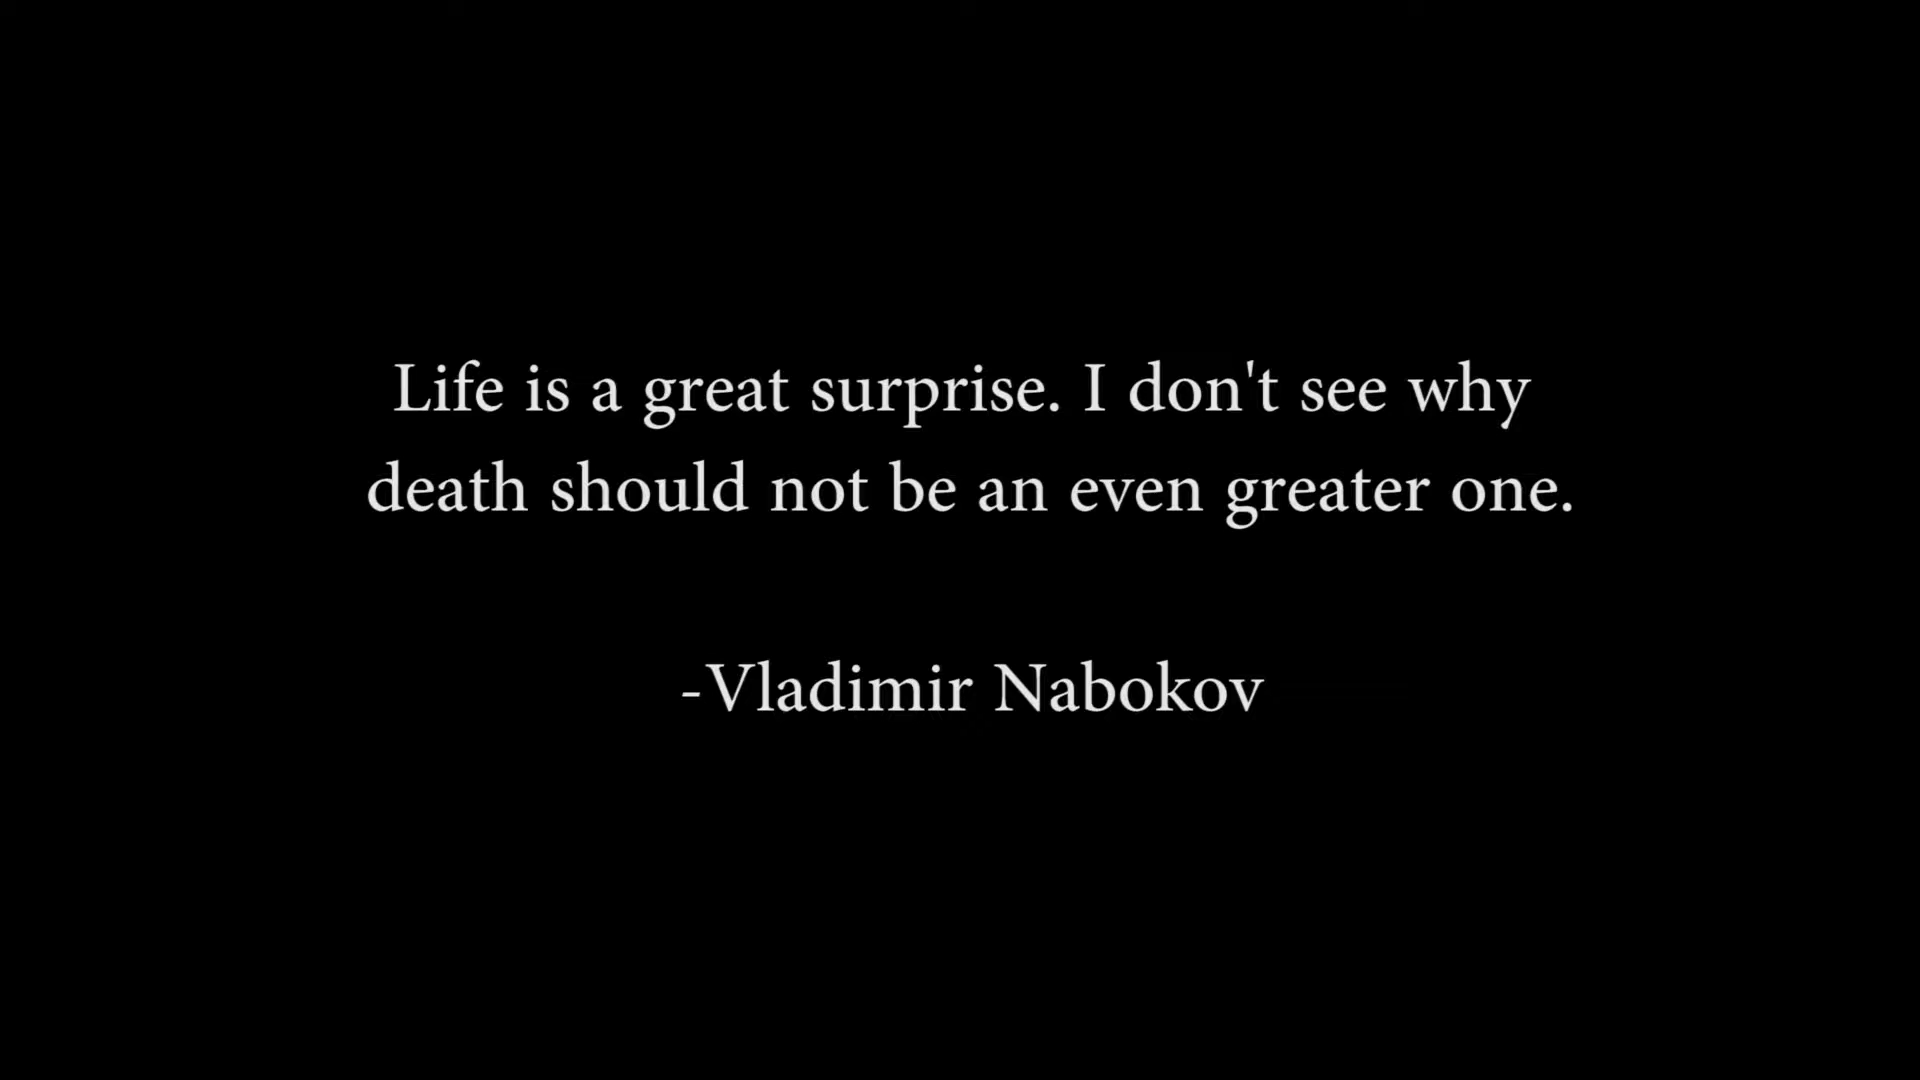 Life is a great surprise. I don't see why
death should not be an even greater one.
-Vladimir Nabokov